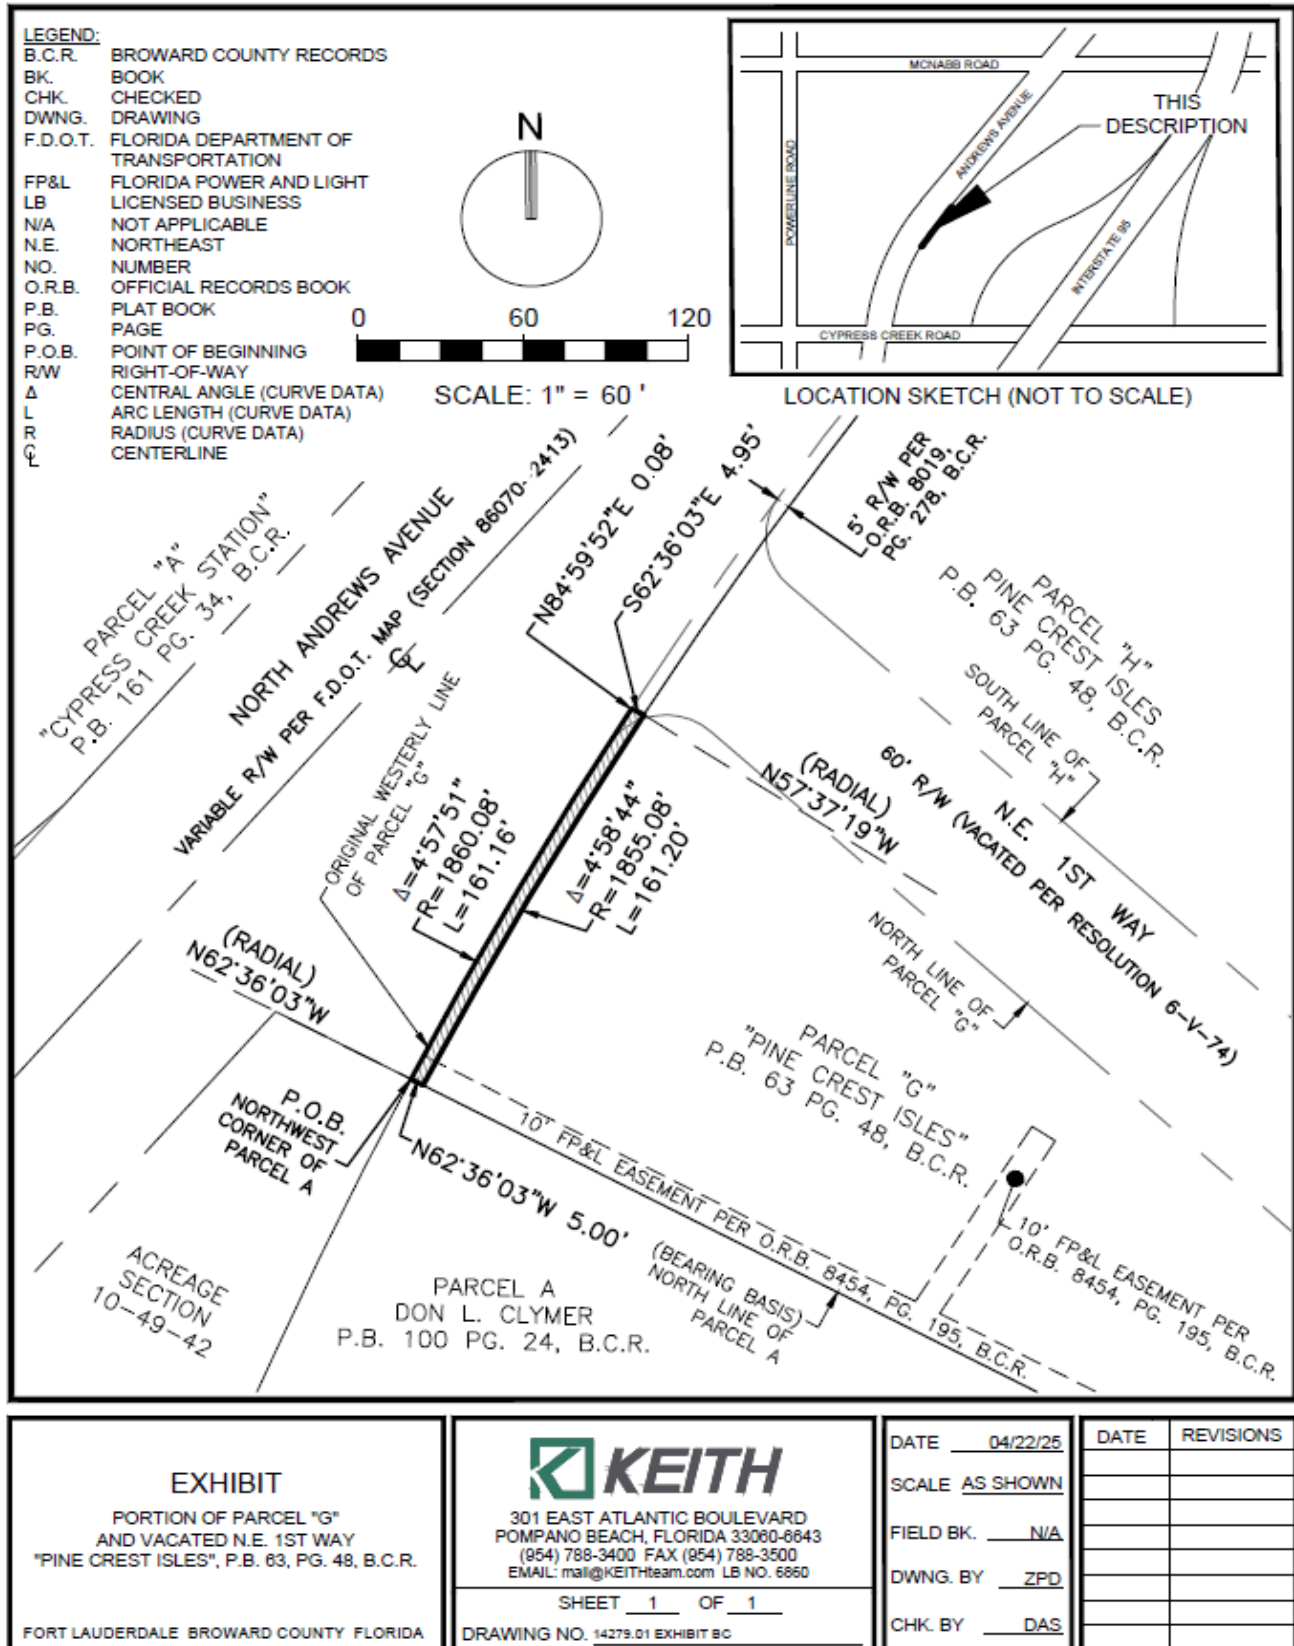 LEGEND:
B.C.R. BROWARD COUNTY RECORDS
BK. BOOK
CHK. CHECKED
DWNG. DRAWING
F.D.O.T. FLORIDA DEPARTMENT OF
TRANSPORTATION
FP&L FLORIDA POWER AND LIGHT
LB LICENSED BUSINESS
N/A NOT APPLICABLE
N.E. NORTHEAST
NO. NUMBER
O.R.B. OFFICIAL RECORDS BOOK
P.B. PLAT BOOK
PG. PAGE
P.O.B. POINT OF BEGINNING
R/W RIGHT-OF-WAY
Δ CENTRAL ANGLE (CURVE DATA)
L ARC LENGTH (CURVE DATA)
R RADIUS (CURVE DATA)
℄ CENTERLINE
N
0 60 120
SCALE: 1" = 60 '
MCNABB ROAD
ANDREWS AVENUE
THIS
DESCRIPTION
POWERLINE ROAD
INTERSTATE 95
CYPRESS CREEK ROAD
LOCATION SKETCH (NOT TO SCALE)
PARCEL "A"
"CYPRESS CREEK STATION"
P.B. 161 PG. 34, B.C.R.
NORTH ANDREWS AVENUE
VARIABLE R/W PER F.D.O.T. MAP (SECTION 86070-2413)
℄
N84°59'52"E 0.08'
S62°36'03"E 4.95'
5' R/W PER
O.R.B. 8019,
PG. 278, B.C.R.
PARCEL "H"
PINE CREST ISLES
P.B. 63 PG. 48, B.C.R.
SOUTH LINE OF
PARCEL "H"
ORIGINAL WESTERLY LINE
OF PARCEL "G"
Δ=4°57'51"
R=1860.08'
L=161.16'
Δ=4°58'44"
R=1855.08'
L=161.20'
(RADIAL)
N57°37'19"W
60' R/W (VACATED PER RESOLUTION 6-V-74)
N.E. 1ST WAY
NORTH LINE OF
PARCEL "G"
(RADIAL)
N62°36'03"W
PARCEL "G"
"PINE CREST ISLES"
P.B. 63 PG. 48, B.C.R.
P.O.B.
NORTHWEST
CORNER OF
PARCEL A
N62°36'03"W 5.00'
10' FP&L EASEMENT PER O.R.B. 8454, PG. 195, B.C.R.
(BEARING BASIS)
NORTH LINE OF
PARCEL A
10' FP&L EASEMENT PER
O.R.B. 8454, PG. 195, B.C.R.
ACREAGE
SECTION
10-49-42
PARCEL A
DON L. CLYMER
P.B. 100 PG. 24, B.C.R.
EXHIBIT
PORTION OF PARCEL "G"
AND VACATED N.E. 1ST WAY
"PINE CREST ISLES", P.B. 63, PG. 48, B.C.R.
FORT LAUDERDALE BROWARD COUNTY FLORIDA
KEITH
301 EAST ATLANTIC BOULEVARD
POMPANO BEACH, FLORIDA 33060-6643
(954) 788-3400 FAX (954) 788-3500
EMAIL: mail@KEITHteam.com LB NO. 6860
SHEET 1 OF 1
DRAWING NO. 14279.01 EXHIBIT BC
DATE 04/22/25
SCALE AS SHOWN
FIELD BK. N/A
DWNG. BY ZPD
CHK. BY DAS
DATE REVISIONS